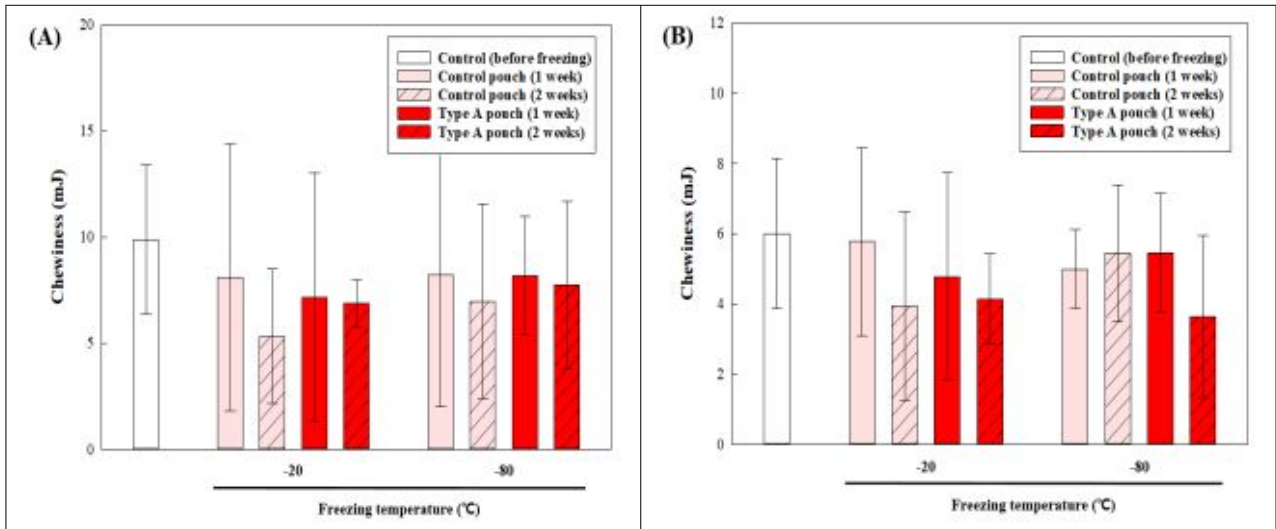 (A)
20
15
10
5
0
Chewiness (mJ)
Control (before freezing)
Control pouch (1 week)
Control pouch (2 weeks)
Type A pouch (1 week)
Type A pouch (2 weeks)
-20
-80
Freezing temperature (℃)
(B)
12
10
8
6
4
2
0
Chewiness (mJ)
Control (before freezing)
Control pouch (1 week)
Control pouch (2 weeks)
Type A pouch (1 week)
Type A pouch (2 weeks)
-20
-80
Freezing temperature (℃)